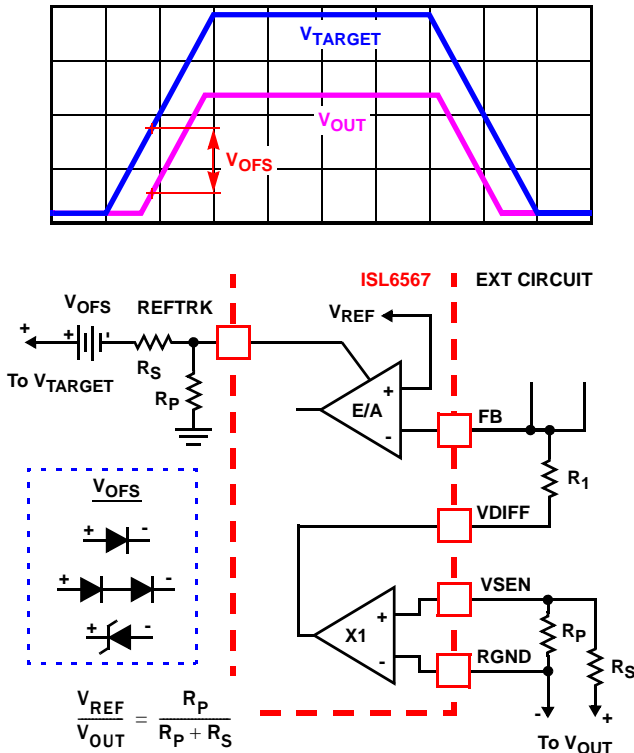 VTARGET
VOUT
VOFS
ISL6567 EXT CIRCUIT
VOFS REFTRK VREF
+ + -
RS
To VTARGET
RP
+
E/A
-
FB
R1
VOFS
+ -
+ -
+ -
VDIFF
VSEN
+
X1
-
RP
RS
RGND
- +
To VOUT
VREF/VOUT = RP/(RP + RS)